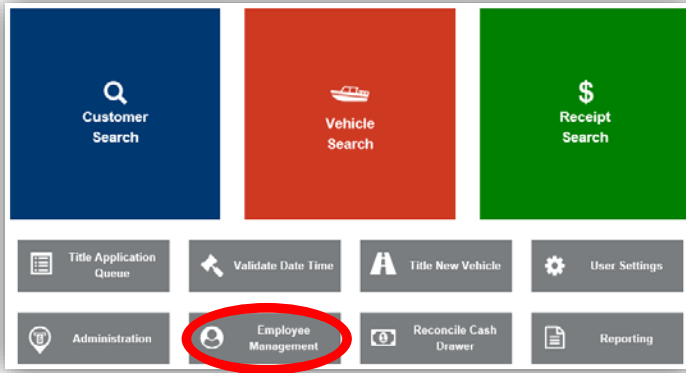 Customer
Search
Vehicle
Search
$
Receipt
Search
Title Application
Queue
Validate Date Time
Title New Vehicle
User Settings
Administration
Employee
Management
Reconcile Cash
Drawer
Reporting